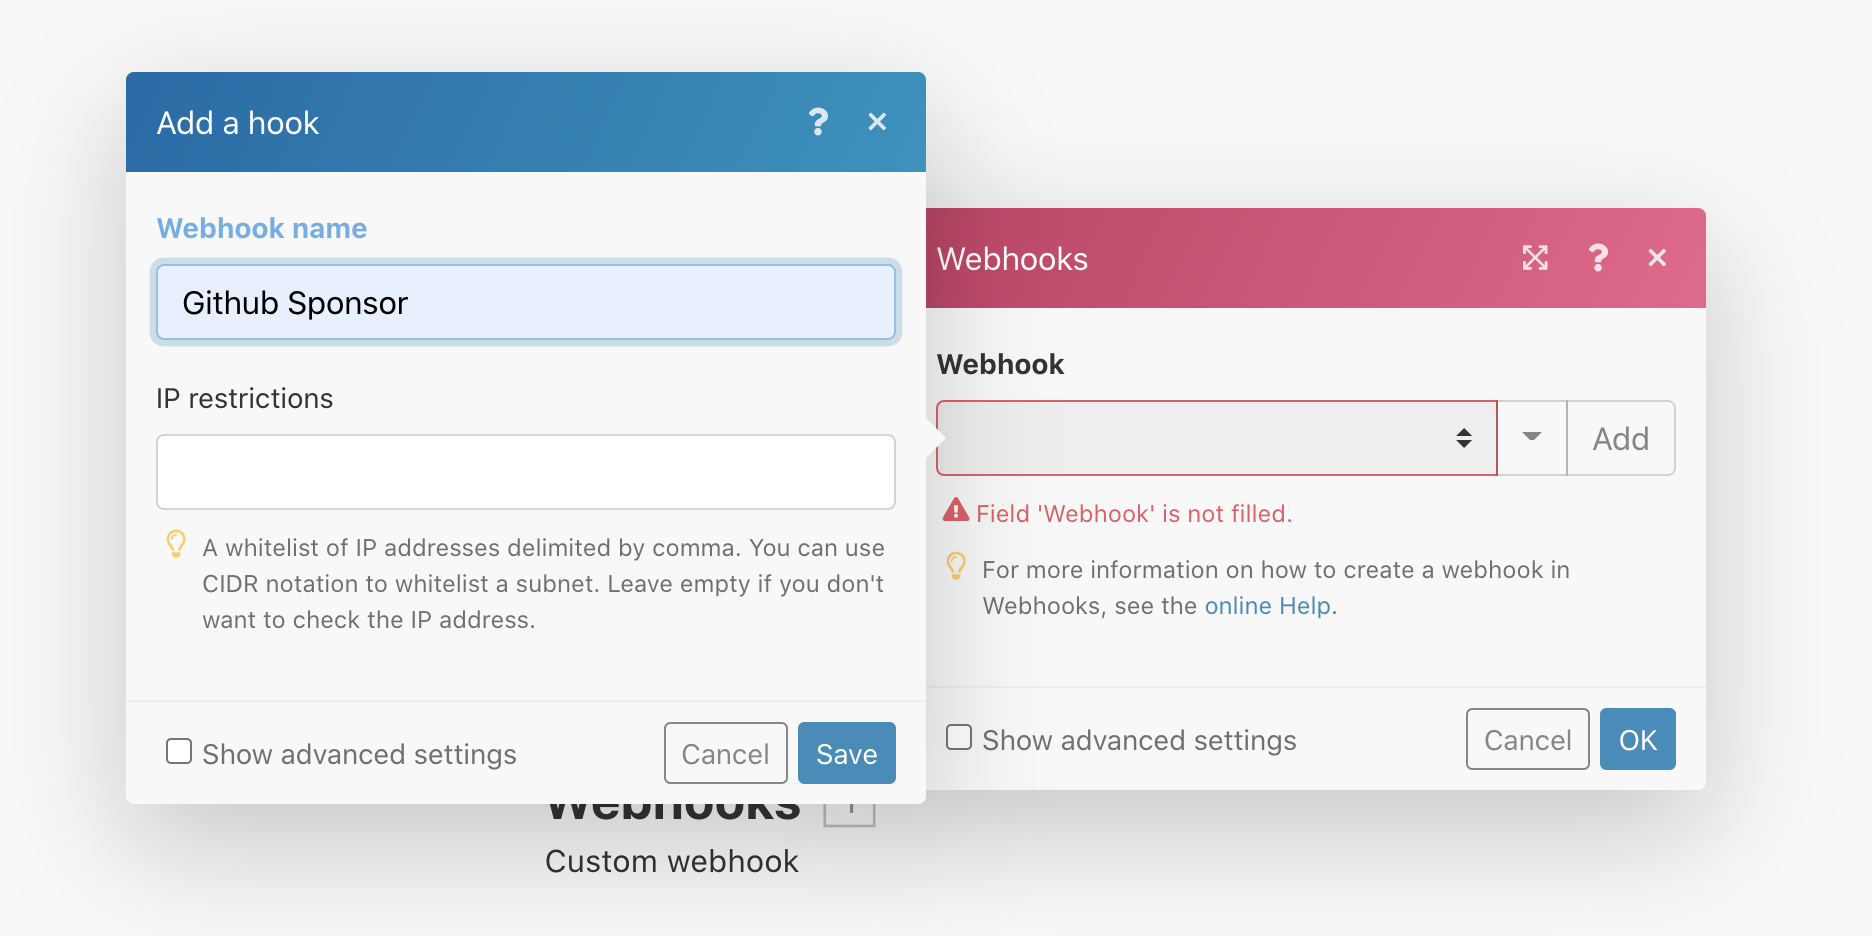 Add a hook
?
Webhook name
Github Sponsor
IP restrictions
A whitelist of IP addresses delimited by comma. You can use
CIDR notation to whitelist a subnet. Leave empty if you don't
want to check the IP address.
Show advanced settings
Cancel
Save
Webhooks
?
Webhook
Add
Field 'Webhook' is not filled.
For more information on how to create a webhook in
Webhooks, see the online Help.
Show advanced settings
Cancel
OK
Webhooks
Custom webhook